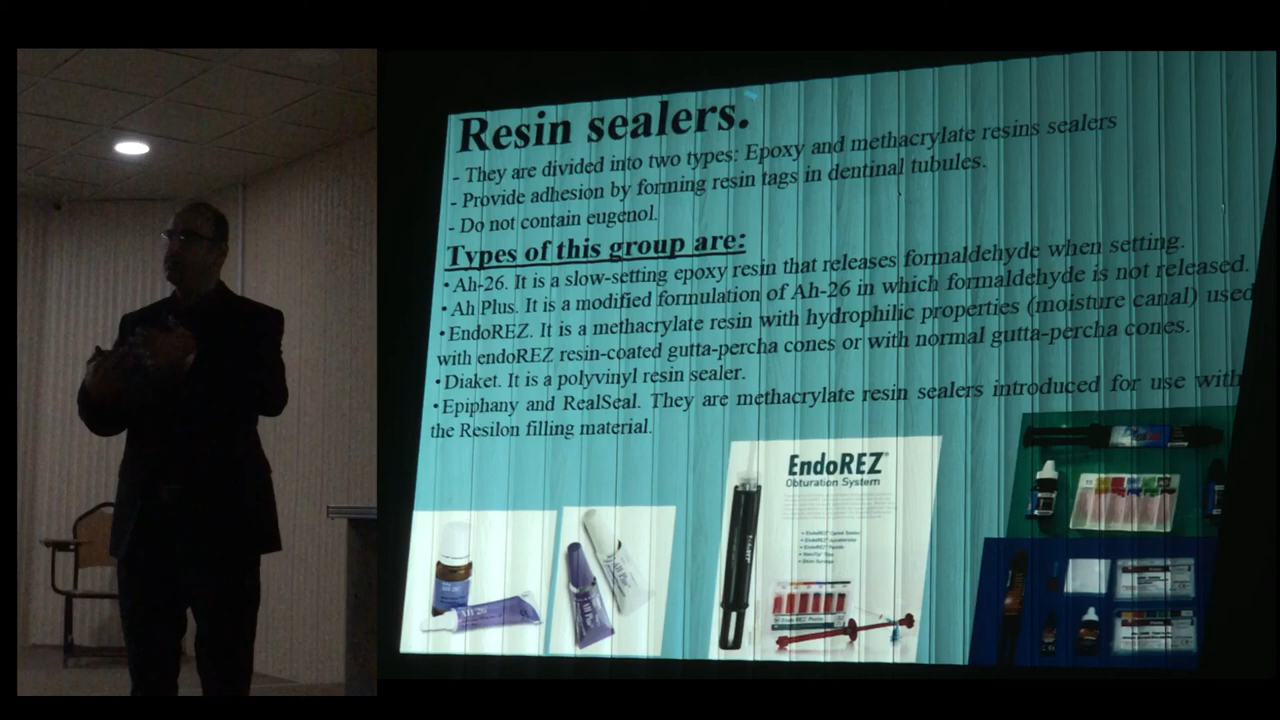 Resin sealers.
- They are divided into two types: Epoxy and methacrylate resins sealers
- Provide adhesion by forming resin tags in dentinal tubules.
- Do not contain eugenol.
Types of this group are:
•Ah-26. It is a slow-setting epoxy resin that releases formaldehyde when setting.
•Ah Plus. It is a modified formulation of Ah-26 in which formaldehyde is not released.
•EndoREZ. It is a methacrylate resin with hydrophilic properties (moisture canal) used
with endoREZ resin-coated gutta-percha cones or with normal gutta-percha cones.
•Diaket. It is a polyvinyl resin sealer.
•Epiphany and RealSeal. They are methacrylate resin sealers introduced for use with
the Resilon filling material.
EndoREZ®
Obturation System
AH 26
AH Plus